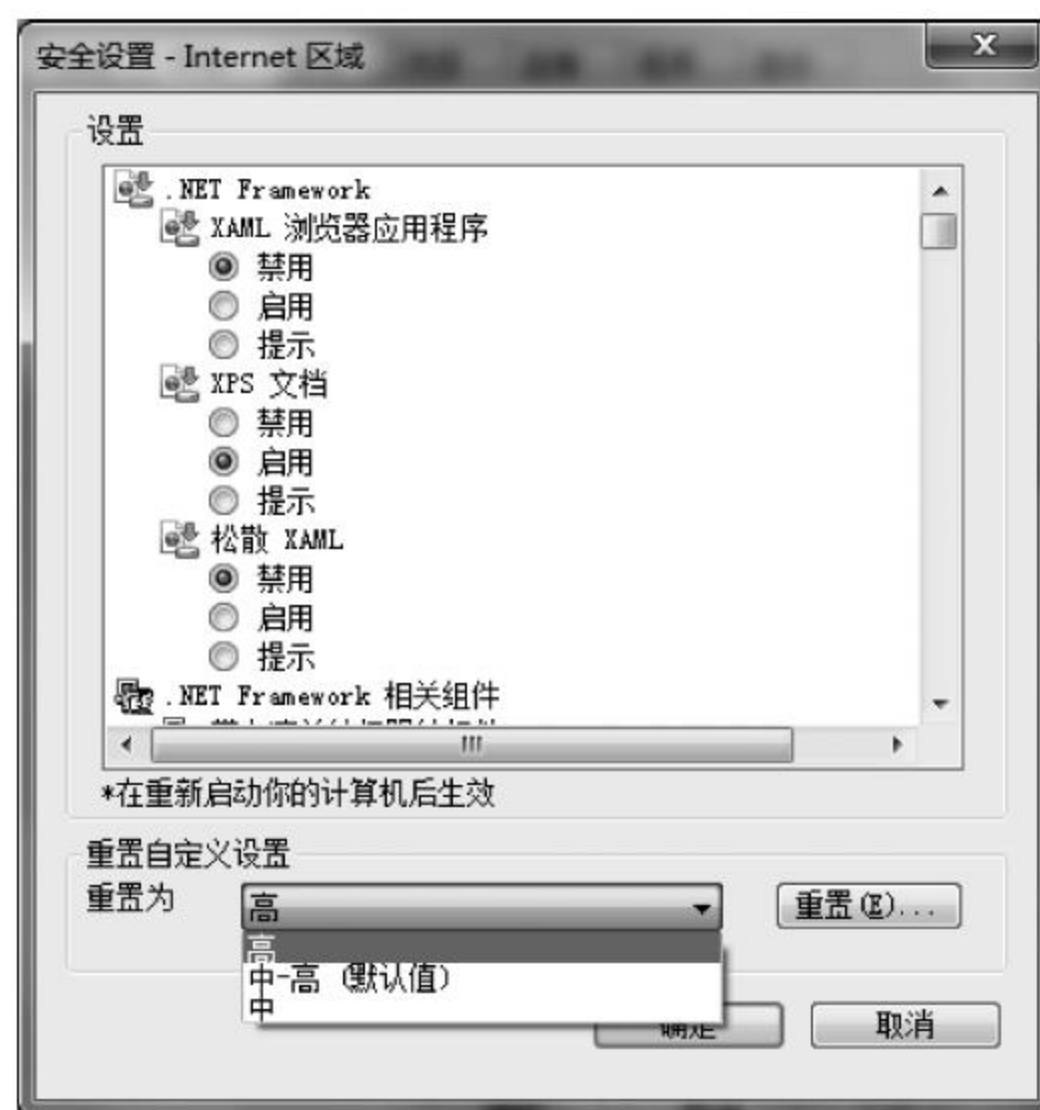 安全设置 - Internet 区域
设置
.NET Framework
XAML 浏览器应用程序
禁用
启用
提示
XPS 文档
禁用
启用
提示
松散 XAML
禁用
启用
提示
.NET Framework 相关组件
*在重新启动你的计算机后生效
重置自定义设置
重置为
高
重置(E)...
高
中-高 (默认值)
中
确定
取消